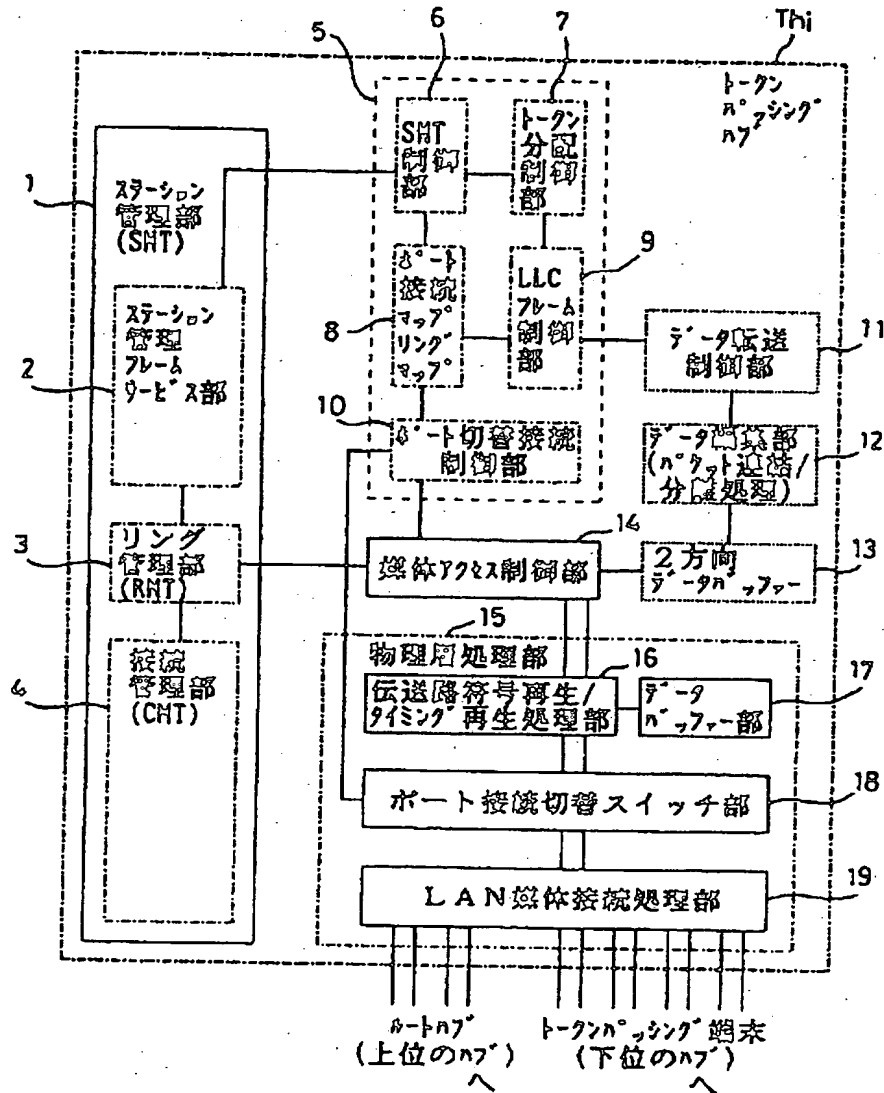 Thi
トークン
パッシング
ハブ
5
6
7
SMT
制御
部
トークン
分配
制御
部
1
ステーション
管理部
(SMT)
ポート
接続
マップ
リング
マップ
8
LLC
フレーム
制御
部
9
2
ステーション
管理
フレーム
サービス部
データ転送
制御部
11
10
ポート切替接続
制御部
データ編集部
(パケット連結/
分離処理)
12
3
リング
管理部
(RMT)
14
媒体アクセス制御部
2方向
データバッファー
13
4
接続
管理部
(CMT)
15
物理層処理部
16
伝送路符号再生/
タイミング再生処理部
データ
バッファー部
17
ポート接続切替スイッチ部
18
LAN媒体接続処理部
19
ルートハブ
(上位のハブ)
へ
トークンパッシング端末
(下位のハブ)
へ